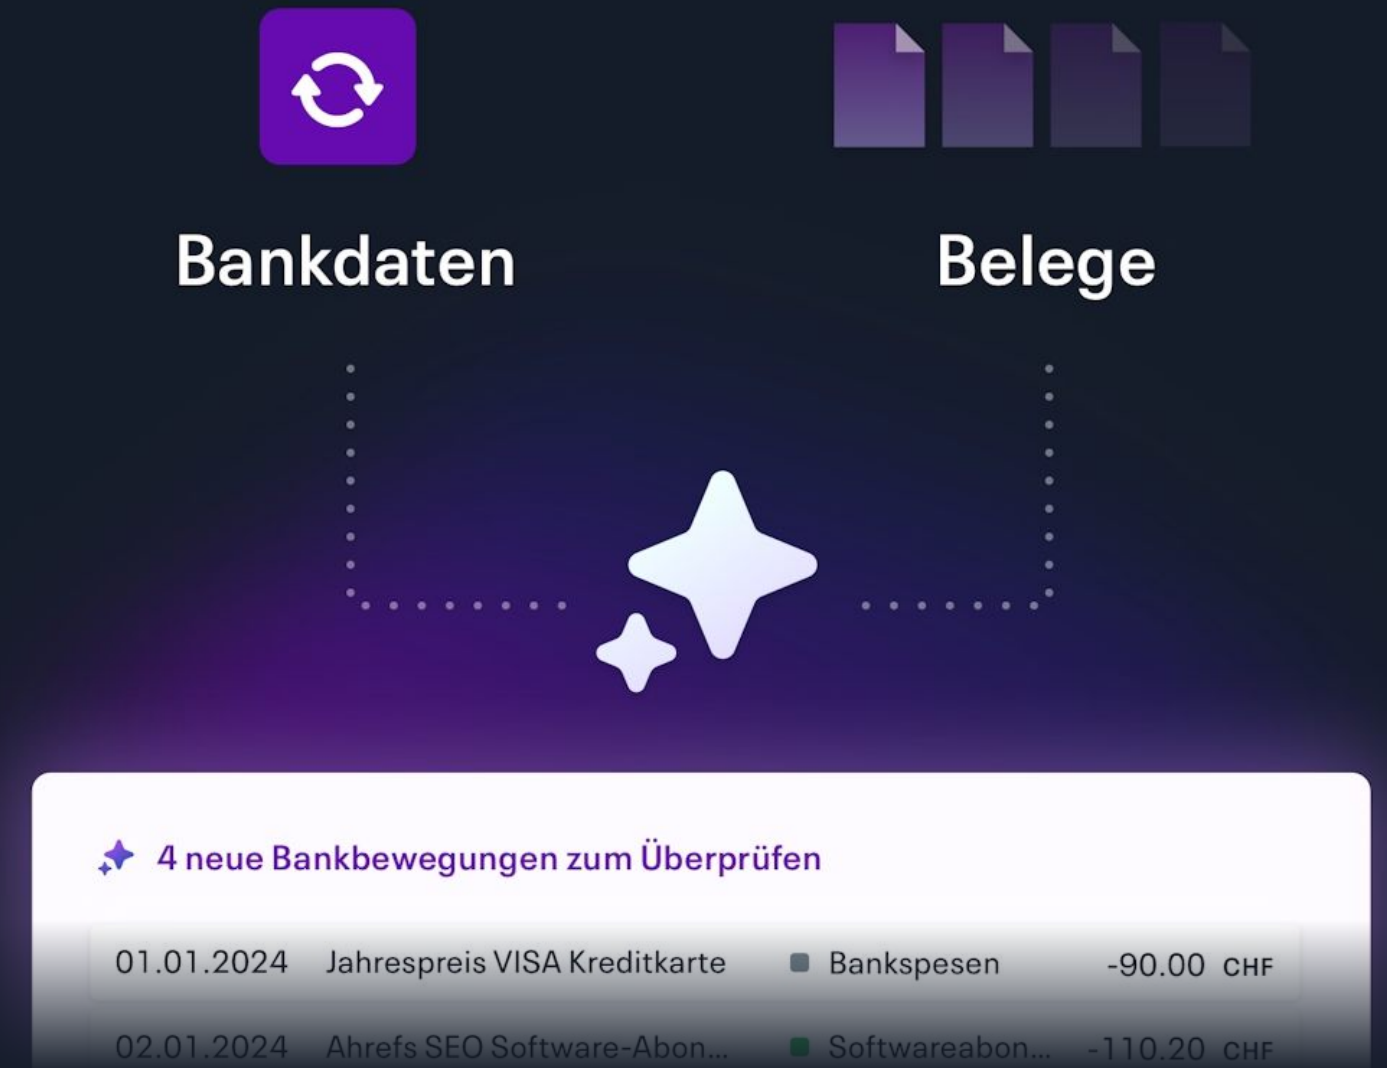 Bankdaten
Belege
4 neue Bankbewegungen zum Überprüfen
01.01.2024 Jahrespreis VISA Kreditkarte Bankspesen -90.00 CHF
02.01.2024 Ahrefs SEO Software-Abon... Softwareabon... -110.20 CHF